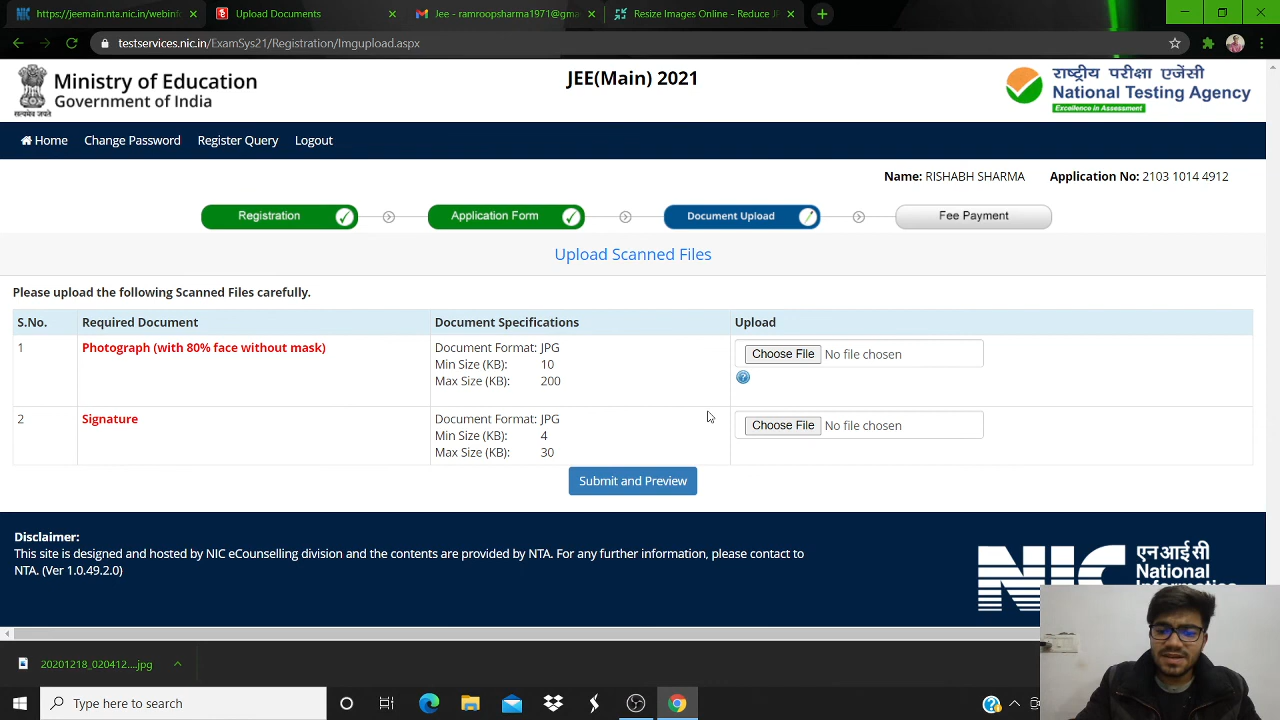 https://jeemain.nta.nic.in/webinfo
Upload Documents
Jee - ramroopsharma1971@gma
Resize Images Online - Reduce JP
testservices.nic.in/ExamSys21/Registration/Imgupload.aspx
सत्यमेव जयते
Ministry of Education
Government of India
JEE(Main) 2021
राष्ट्रीय परीक्षा एजेंसी
National Testing Agency
Excellence in Assessment
Home Change Password Register Query Logout
Name: RISHABH SHARMA Application No: 2103 1014 4912
Registration Application Form Document Upload Fee Payment
Upload Scanned Files
Please upload the following Scanned Files carefully.
S.No. Required Document Document Specifications Upload
1 Photograph (with 80% face without mask) Document Format: JPG
Min Size (KB): 10
Max Size (KB): 200
Choose File No file chosen
2 Signature Document Format: JPG
Min Size (KB): 4
Max Size (KB): 30
Choose File No file chosen
Submit and Preview
Disclaimer:
This site is designed and hosted by NIC eCounselling division and the contents are provided by NTA. For any further information, please contact to
NTA. (Ver 1.0.49.2.0)
NIC
एन आई सी
National
20201218_020412....jpg
Type here to search